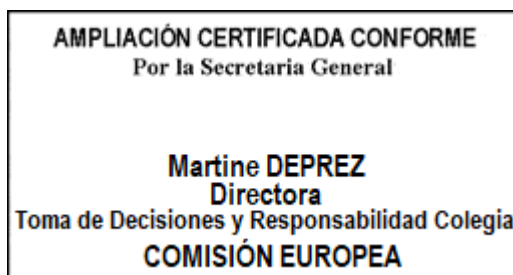 AMPLIACIÓN CERTIFICADA CONFORME
Por la Secretaria General
Martine DEPREZ
Directora
Toma de Decisiones y Responsabilidad Colegia
COMISIÓN EUROPEA